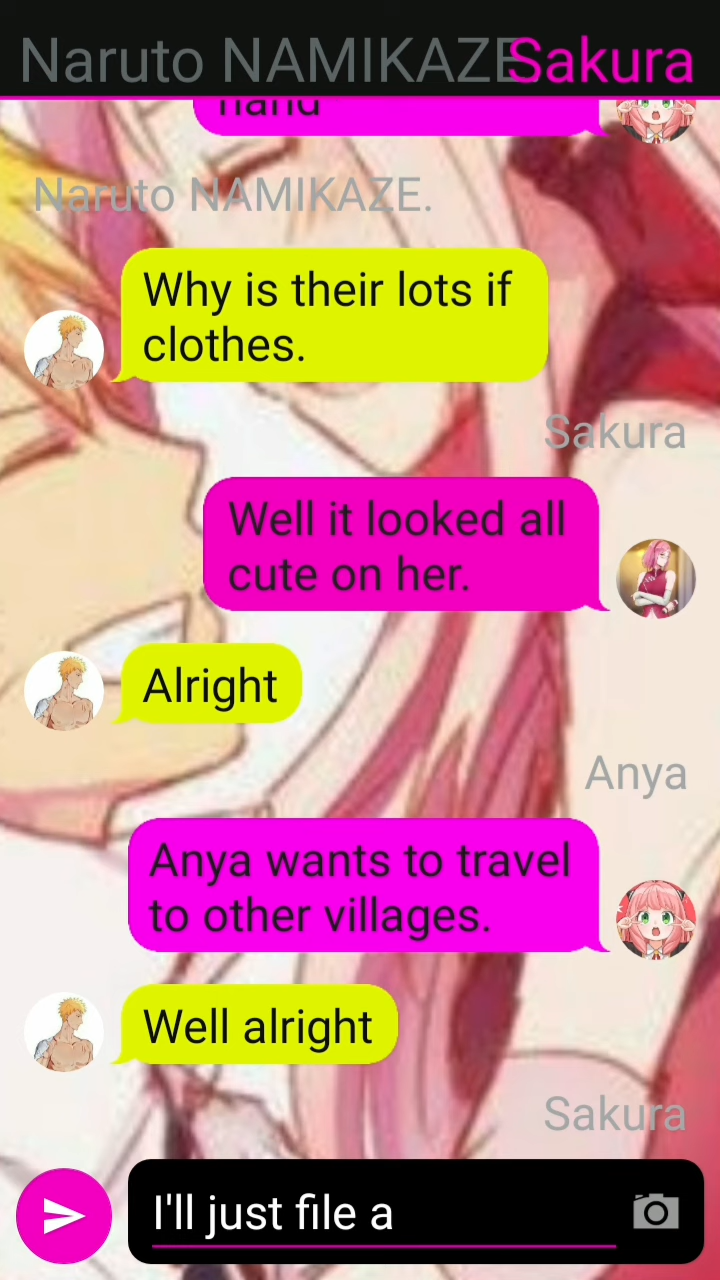 Naruto NAMIKAZE Sakura
hand
Naruto NAMIKAZE.
Why is their lots if
clothes.
Sakura
Well it looked all
cute on her.
Alright
Anya
Anya wants to travel
to other villages.
Well alright
Sakura
I'll just file a